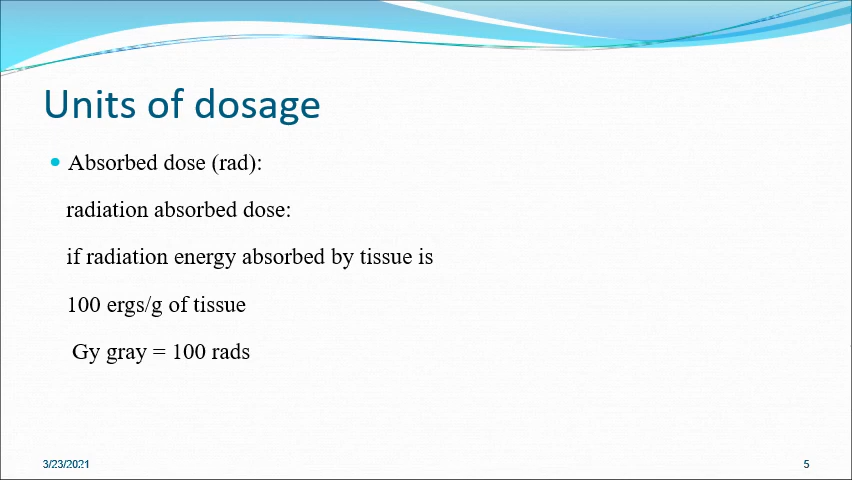 Units of dosage
Absorbed dose (rad):
radiation absorbed dose:
if radiation energy absorbed by tissue is
100 ergs/g of tissue
Gy gray = 100 rads
3/23/2021
5